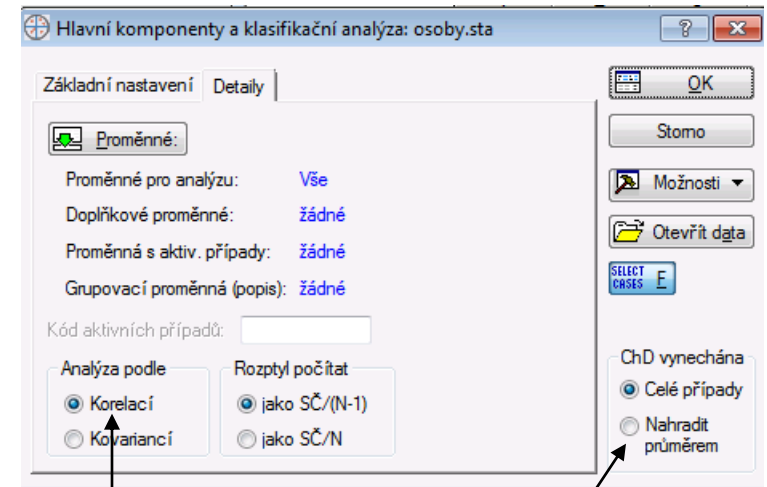 Hlavní komponenty a klasifikační analýza: osoby.sta
Základní nastavení Detaily
OK
Proměnné:
Storno
Proměnné pro analýzu: Vše
Možnosti
Doplňkové proměnné: žádné
Otevřít data
Proměnná s aktiv. případy: žádné
SELECT
CASES F
Grupovací proměnná (popis): žádné
Kód aktivních případů:
Analýza podle
Korelací
Kovariancí
Rozptyl počítat
jako SČ/(N-1)
jako SČ/N
ChD vynechána
Celé případy
Nahradit
průměrem